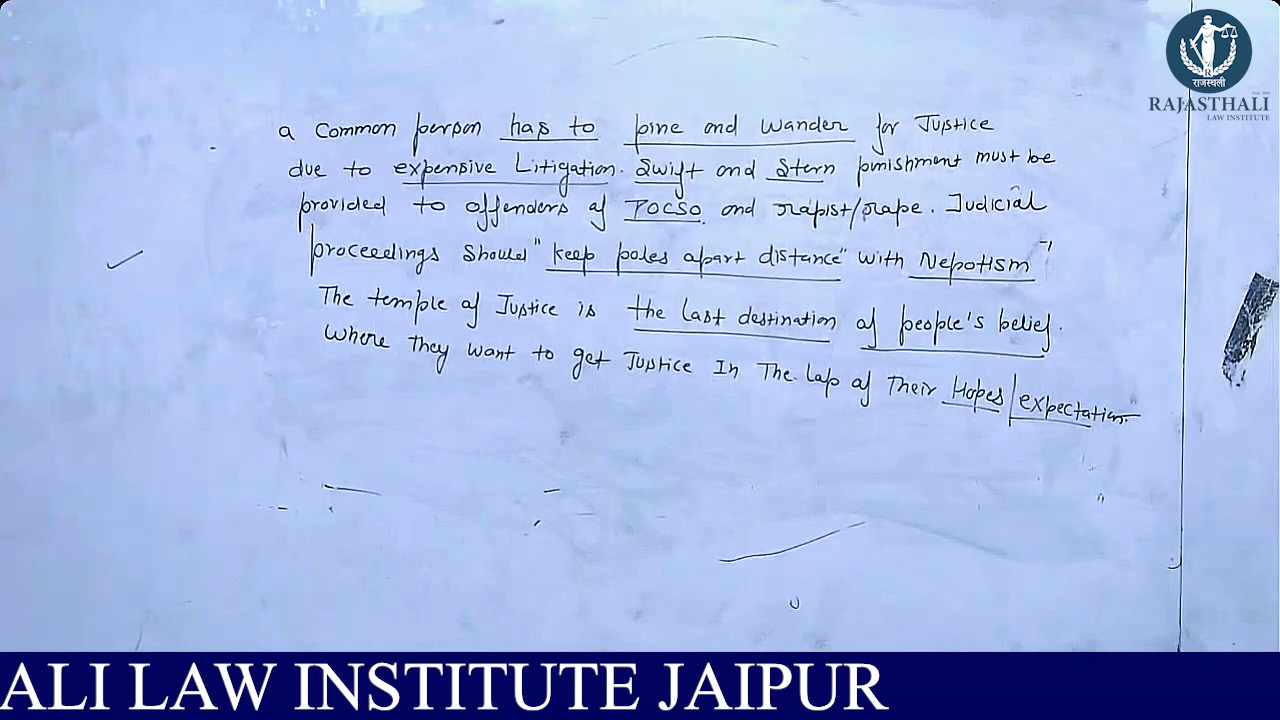 राजस्थली
RAJASTHALI
LAW INSTITUTE
a common person has to pine and wander for Justice
due to expensive Litigation. Swift and Stern punishment must be
provided to offenders of POCSO and rapist/rape. Judicial
proceedings should "keep poles apart distance" with Nepotism
The temple of Justice is the last destination of people's belief.
where they want to get Justice In The Lap of Their Hopes/expectation.
ALI LAW INSTITUTE JAIPUR